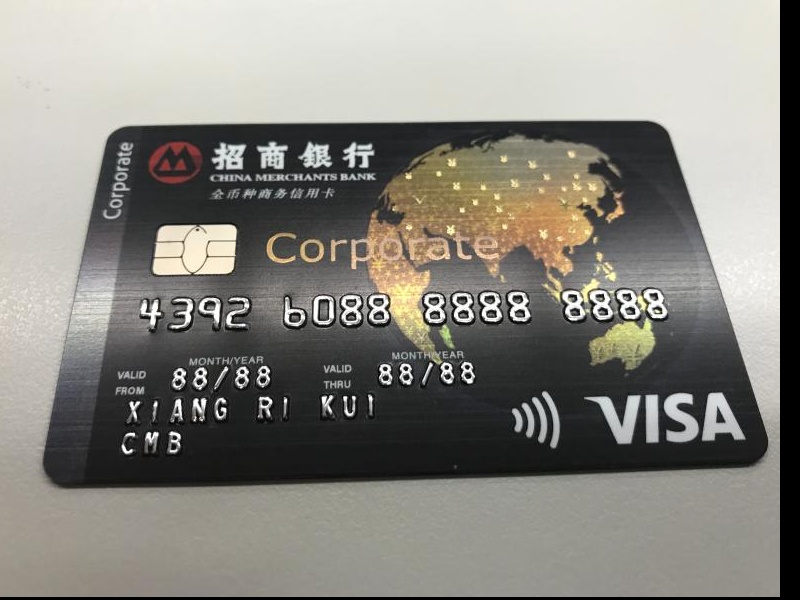 Corporate
招商銀行
CHINA MERCHANTS BANK
全币种商务信用卡
Corporate
4392 6088 8888 8888
MONTH/YEAR MONTH/YEAR
VALID FROM 88/88 VALID THRU 88/88
XIANG RI KUI
CMB
VISA